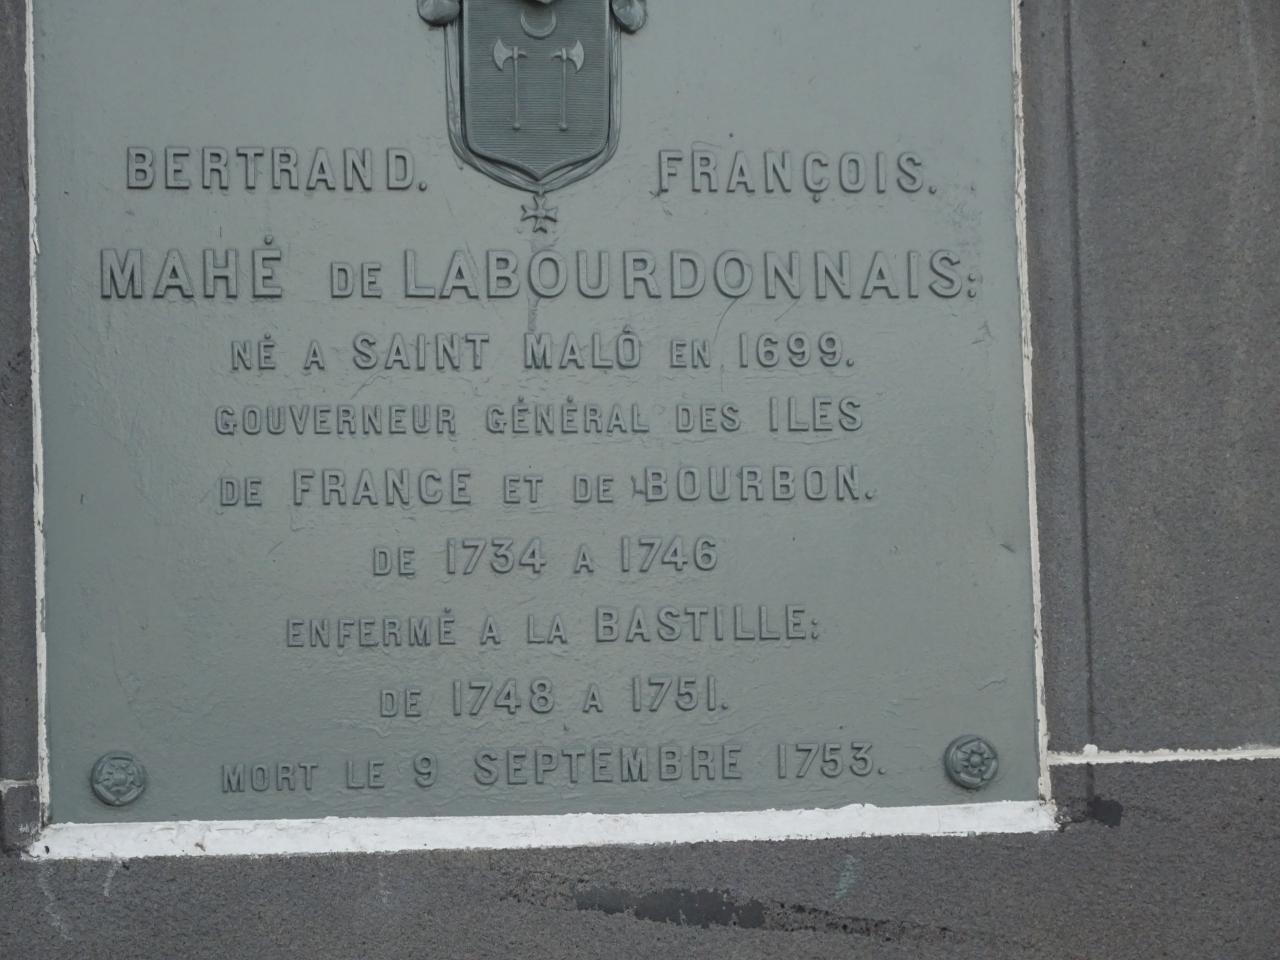 BERTRAND. FRANÇOIS.
MAHÉ DE LABOURDONNAIS;
NÉ A SAINT MALÔ EN 1699.
GOUVERNEUR GÉNÉRAL DES ILES
DE FRANCE ET DE BOURBON.
DE 1734 A 1746
ENFERMÉ A LA BASTILLE;
DE 1748 A 1751.
MORT LE 9 SEPTEMBRE 1753.